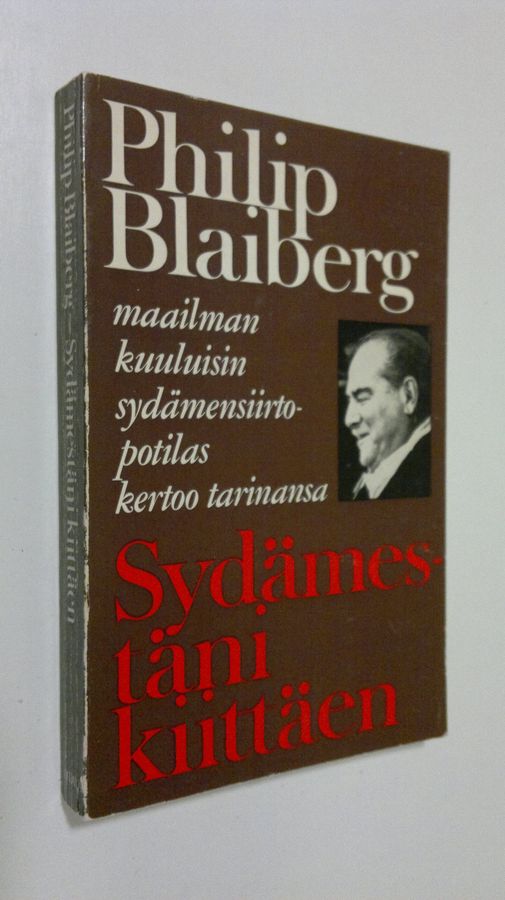 Philip
Blaiberg
maailman
kuuluisin
sydämensiirto-
potilas
kertoo tarinansa
Sydämes-
täni
kiittäen
Philip Blaiberg – Sydämestäni kiittäen